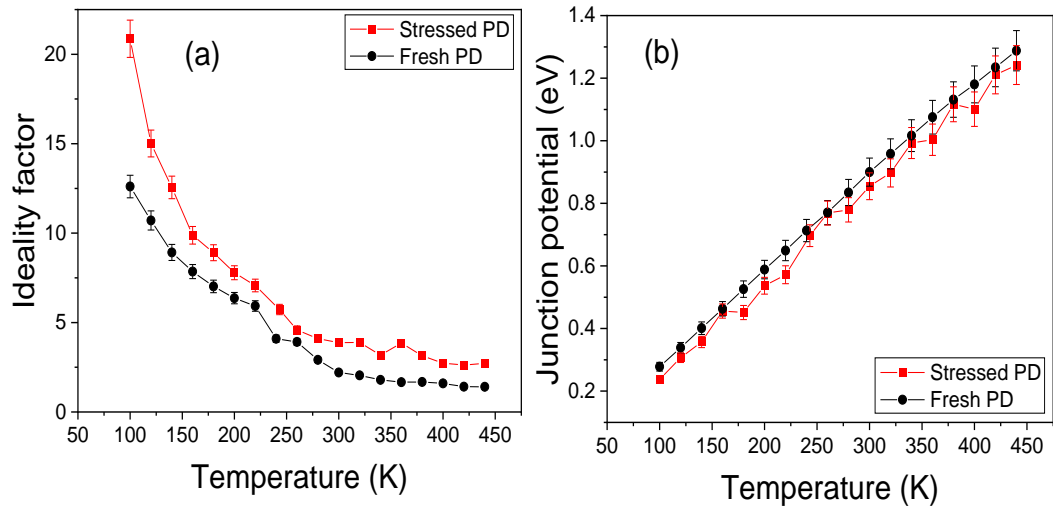 (a)
Stressed PD
Fresh PD
Ideality factor
20
15
10
5
0
50 100 150 200 250 300 350 400 450
Temperature (K)
(b)
Stressed PD
Fresh PD
Junction potential (eV)
1.4
1.2
1.0
0.8
0.6
0.4
0.2
50 100 150 200 250 300 350 400 450
Temperature (K)